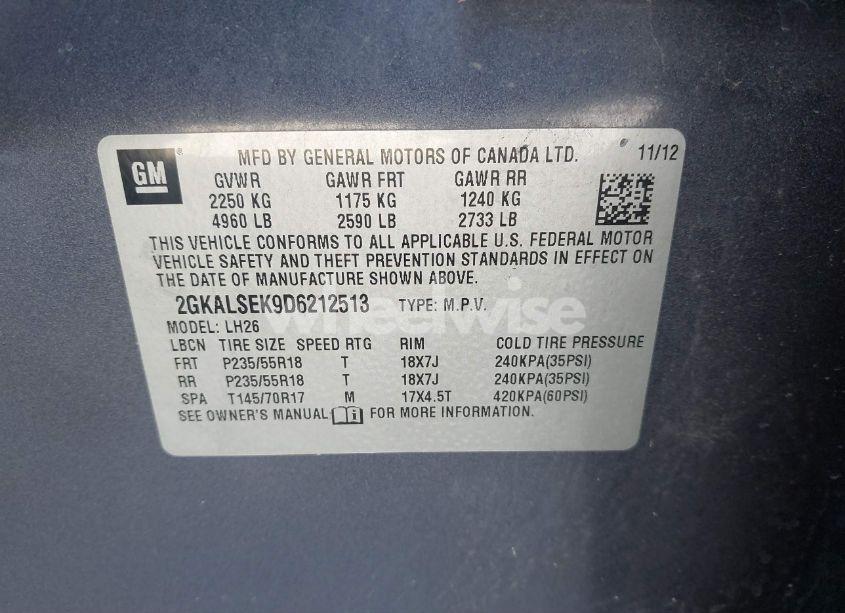 GM
MFD BY GENERAL MOTORS OF CANADA LTD. 11/12
GVWR GAWR FRT GAWR RR
2250 KG 1175 KG 1240 KG
4960 LB 2590 LB 2733 LB
THIS VEHICLE CONFORMS TO ALL APPLICABLE U.S. FEDERAL MOTOR
VEHICLE SAFETY AND THEFT PREVENTION STANDARDS IN EFFECT ON
THE DATE OF MANUFACTURE SHOWN ABOVE.
2GKALSEK9D6212513 TYPE: M.P.V.
wheelwise
MODEL: LH26
LBCN TIRE SIZE SPEED RTG RIM COLD TIRE PRESSURE
FRT P235/55R18 T 18X7J 240KPA(35PSI)
RR P235/55R18 T 18X7J 240KPA(35PSI)
SPA T145/70R17 M 17X4.5T 420KPA(60PSI)
SEE OWNER'S MANUAL FOR MORE INFORMATION.